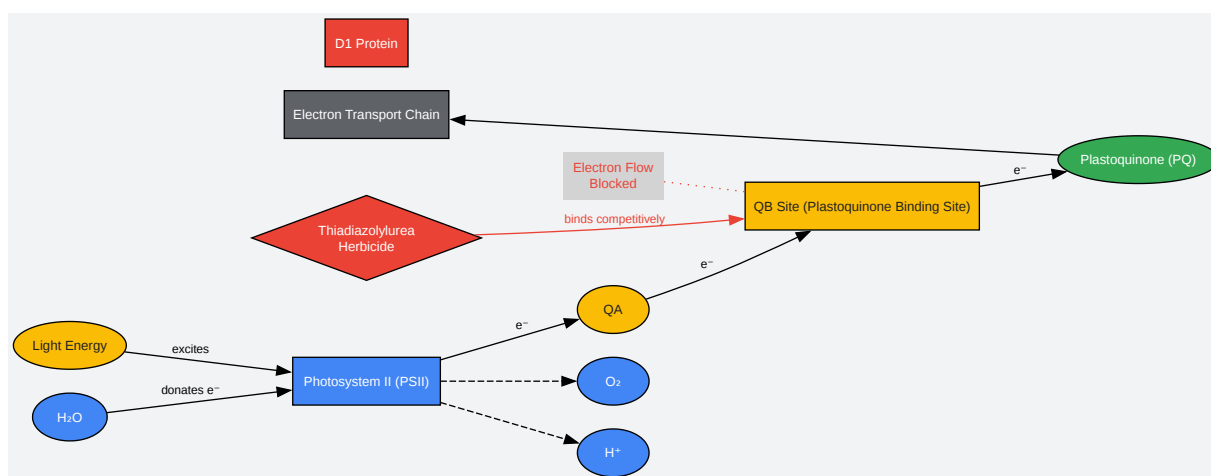 D1 Protein
Electron Transport Chain
Plastoquinone (PQ)
Electron Flow
Blocked
e⁻
QB Site (Plastoquinone Binding Site)
binds competitively
Thiadiazolylurea
Herbicide
e⁻
QA
e⁻
Light Energy
excites
Photosystem II (PSII)
O₂
donates e⁻
H₂O
H⁺